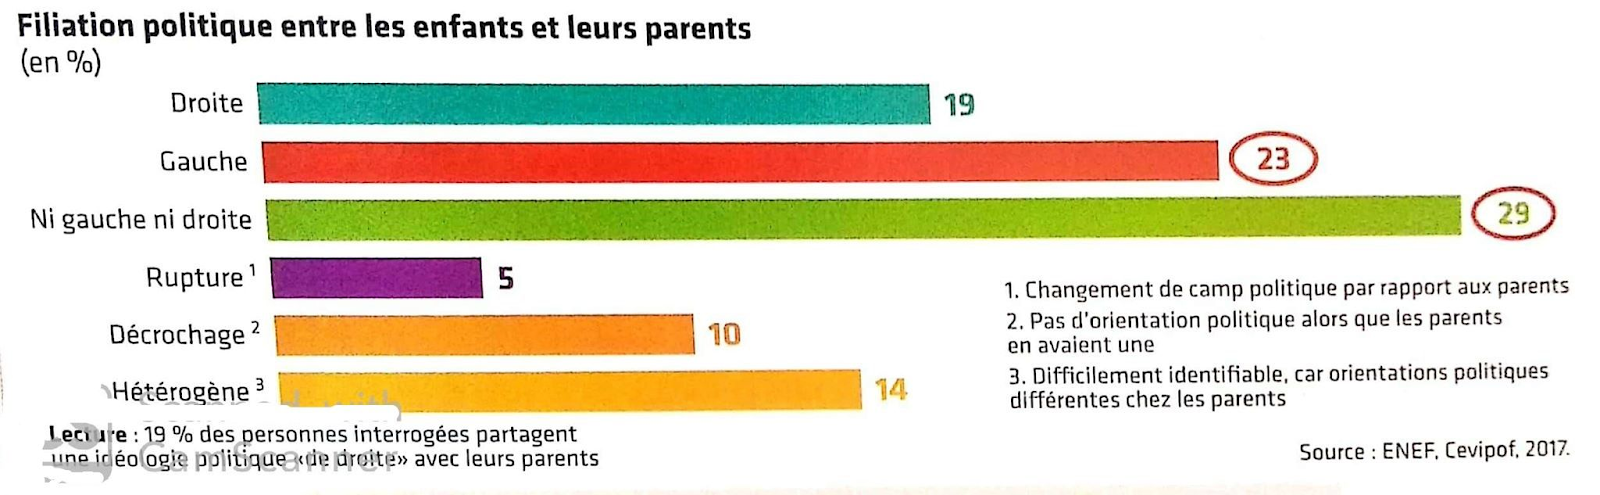 Filiation politique entre les enfants et leurs parents
(en %)
Droite 19
Gauche 23
Ni gauche ni droite 29
Rupture 1 5
Décrochage 2 10
Hétérogène 3 14
1. Changement de camp politique par rapport aux parents
2. Pas d'orientation politique alors que les parents
en avaient une
3. Difficilement identifiable, car orientations politiques
différentes chez les parents
Lecture : 19 % des personnes interrogées partagent
une idéologie politique «de droite» avec leurs parents
Source : ENEF, Cevipof, 2017.
Scanned with
CamScanner